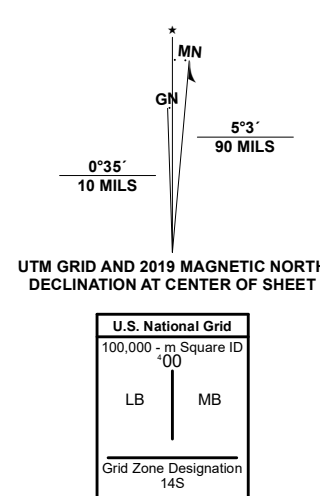 ★
MN
GN
5°3´
90 MILS
0°35´
10 MILS
UTM GRID AND 2019 MAGNETIC NORTH
DECLINATION AT CENTER OF SHEET
U.S. National Grid
100,000 - m Square ID
⁴00
LB MB
Grid Zone Designation
14S